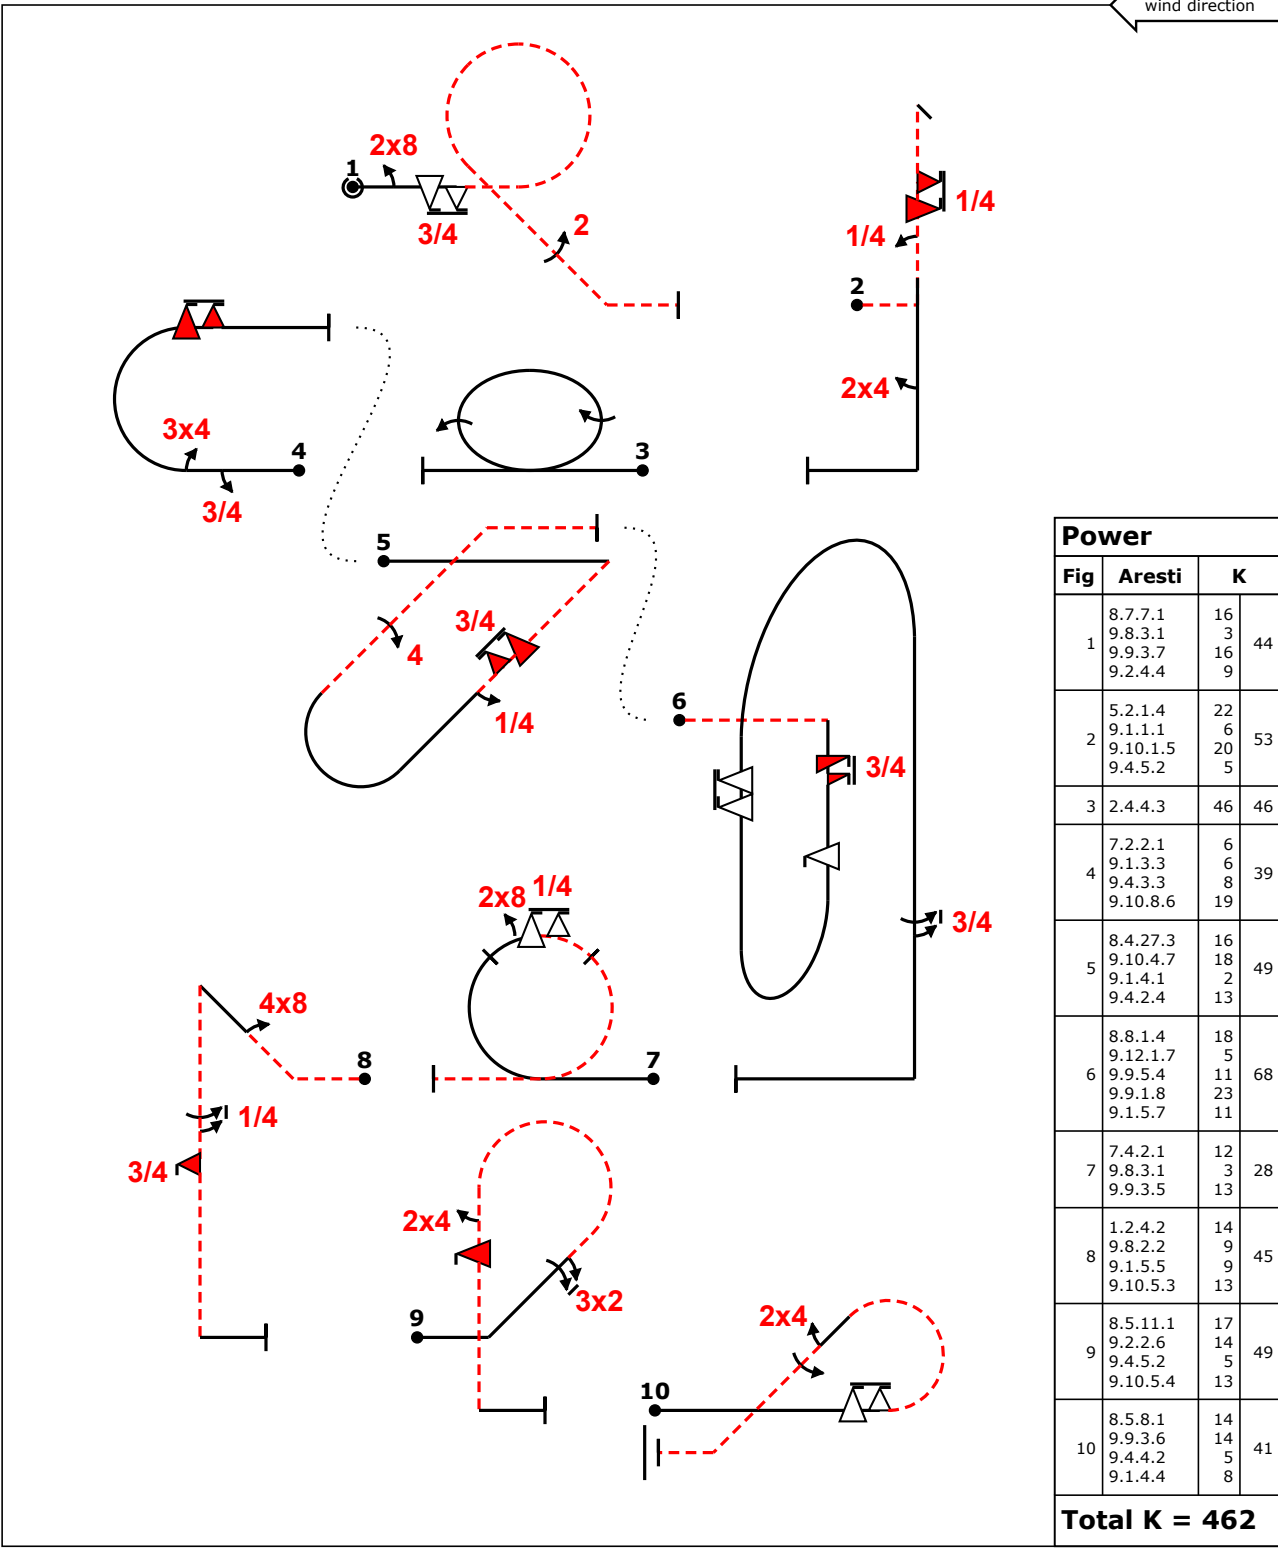 wind direction
1
2x8
3/4
2
2
1/4
1/4
2x4
3
4
3x4
3/4
5
3/4
4
1/4
6
3/4
3/4
7
2x8
1/4
8
4x8
1/4
3/4
9
2x4
3x2
10
2x4
Power
Fig Aresti K
1 8.7.7.1 16 44
9.8.3.1 3
9.9.3.7 16
9.2.4.4 9
2 5.2.1.4 22 53
9.1.1.1 6
9.10.1.5 20
9.4.5.2 5
3 2.4.4.3 46 46
4 7.2.2.1 6 39
9.1.3.3 6
9.4.3.3 8
9.10.8.6 19
5 8.4.27.3 16 49
9.10.4.7 18
9.1.4.1 2
9.4.2.4 13
6 8.8.1.4 18 68
9.12.1.7 5
9.9.5.4 11
9.9.1.8 23
9.1.5.7 11
7 7.4.2.1 12 28
9.8.3.1 3
9.9.3.5 13
8 1.2.4.2 14 45
9.8.2.2 9
9.1.5.5 9
9.10.5.3 13
9 8.5.11.1 17 49
9.2.2.6 14
9.4.5.2 5
9.10.5.4 13
10 8.5.8.1 14 41
9.9.3.6 14
9.4.4.2 5
9.1.4.4 8
Total K = 462